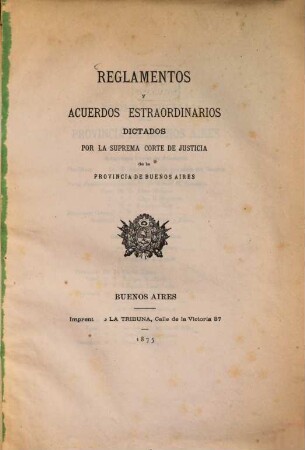 REGLAMENTOS
Y
ACUERDOS ESTRAORDINARIOS
DICTADOS
POR LA SUPREMA CORTE DE JUSTICIA
de la
PROVINCIA DE BUENOS AIRES
BUENOS AIRES
Imprent a LA TRIBUNA, Calle de la Victoria 37
1875